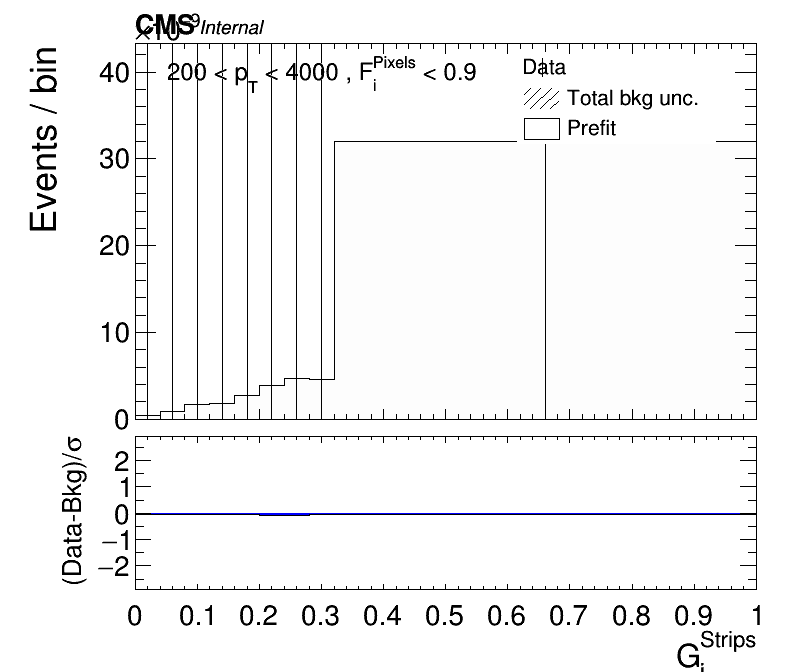 CMS Internal
×10⁻⁹
200 < p_T < 4000 , F_i^Pixels < 0.9
Data
Total bkg unc.
Prefit
Events / bin
40
30
20
10
0
(Data-Bkg)/σ
2
1
0
−1
−2
0 0.1 0.2 0.3 0.4 0.5 0.6 0.7 0.8 0.9 1
G_i^Strips